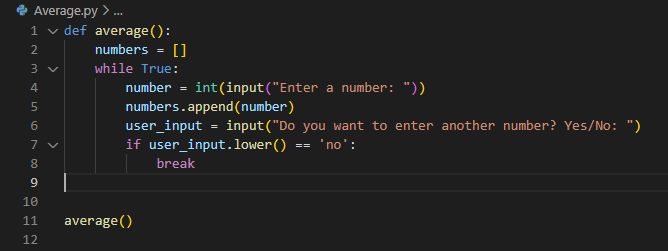 Average.py > ...
1 def average():
2     numbers = []
3     while True:
4         number = int(input("Enter a number: "))
5         numbers.append(number)
6         user_input = input("Do you want to enter another number? Yes/No: ")
7         if user_input.lower() == 'no':
8             break
9
10
11 average()
12